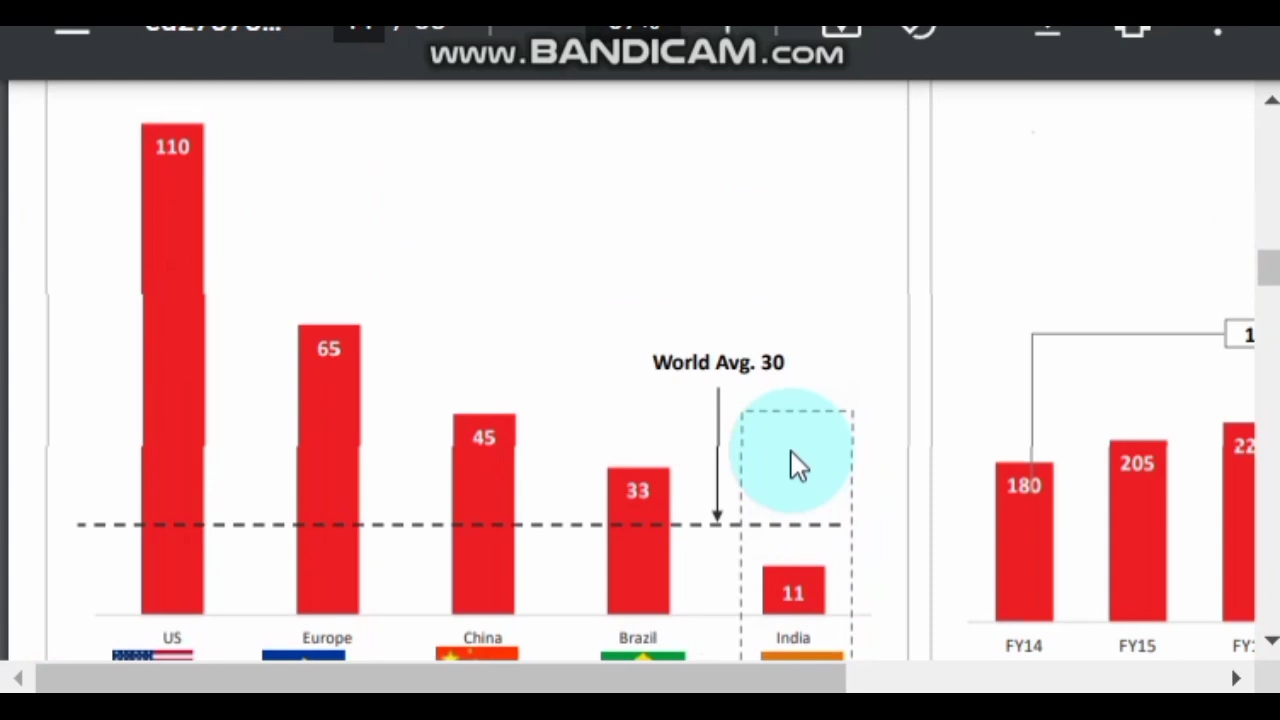 www.BANDICAM.com
110
65
45
33
World Avg. 30
11
US
Europe
China
Brazil
India
180
205
22
FY14
FY15